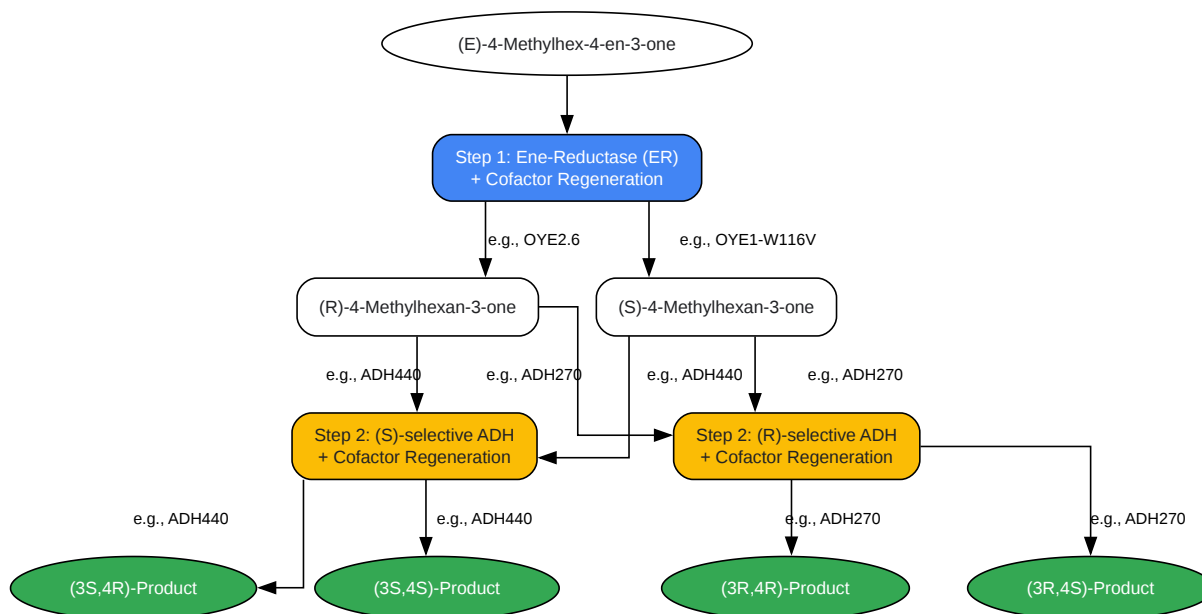 (E)-4-Methylhex-4-en-3-one
Step 1: Ene-Reductase (ER)
+ Cofactor Regeneration
e.g., OYE2.6
e.g., OYE1-W116V
(R)-4-Methylhexan-3-one
(S)-4-Methylhexan-3-one
e.g., ADH440
e.g., ADH270
e.g., ADH440
e.g., ADH270
Step 2: (S)-selective ADH
+ Cofactor Regeneration
Step 2: (R)-selective ADH
+ Cofactor Regeneration
e.g., ADH440
e.g., ADH440
e.g., ADH270
e.g., ADH270
(3S,4R)-Product
(3S,4S)-Product
(3R,4R)-Product
(3R,4S)-Product